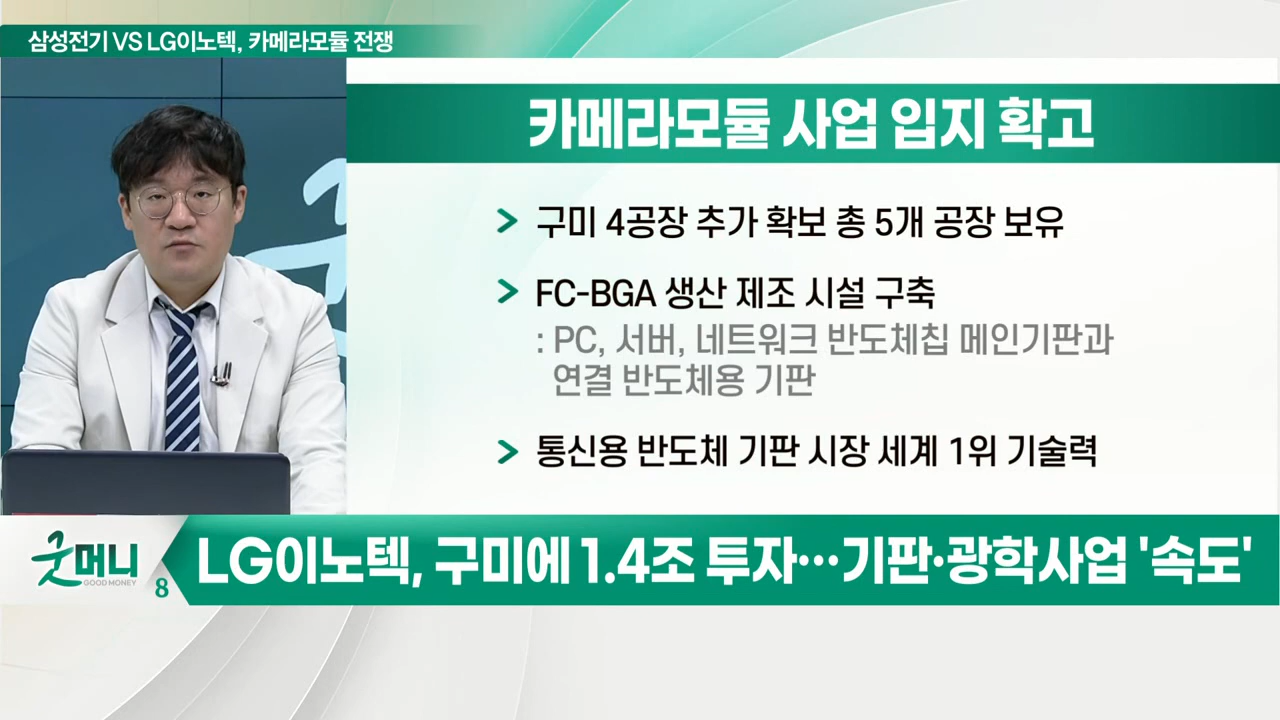 삼성전기 VS LG이노텍, 카메라모듈 전쟁
카메라모듈 사업 입지 확고
> 구미 4공장 추가 확보 총 5개 공장 보유
> FC-BGA 생산 제조 시설 구축
: PC, 서버, 네트워크 반도체칩 메인기판과
연결 반도체용 기판
> 통신용 반도체 기판 시장 세계 1위 기술력
굿머니
GOOD MONEY
8
LG이노텍, 구미에 1.4조 투자…기판·광학사업 '속도'